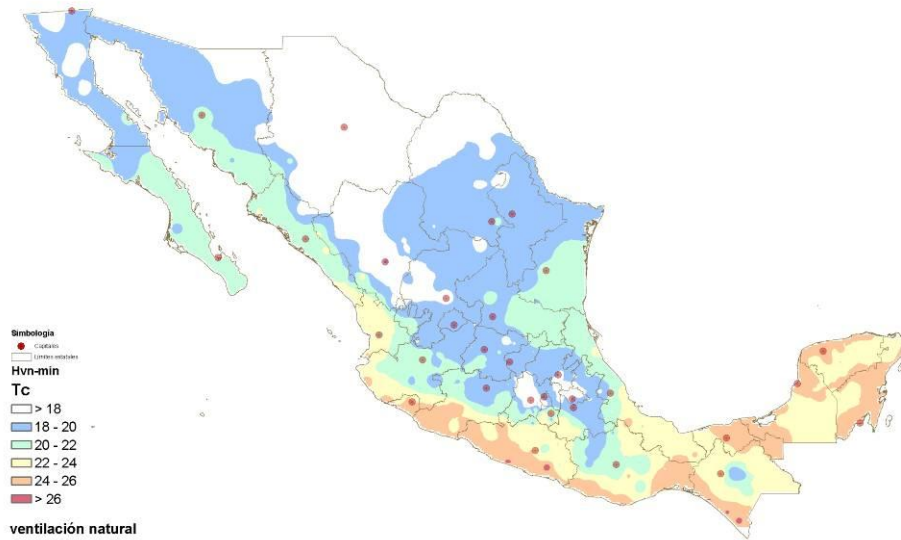 Simbología
Capitales
Límites estatales
Hvn-min
Tc
> 18
18 - 20
20 - 22
22 - 24
24 - 26
> 26
ventilación natural